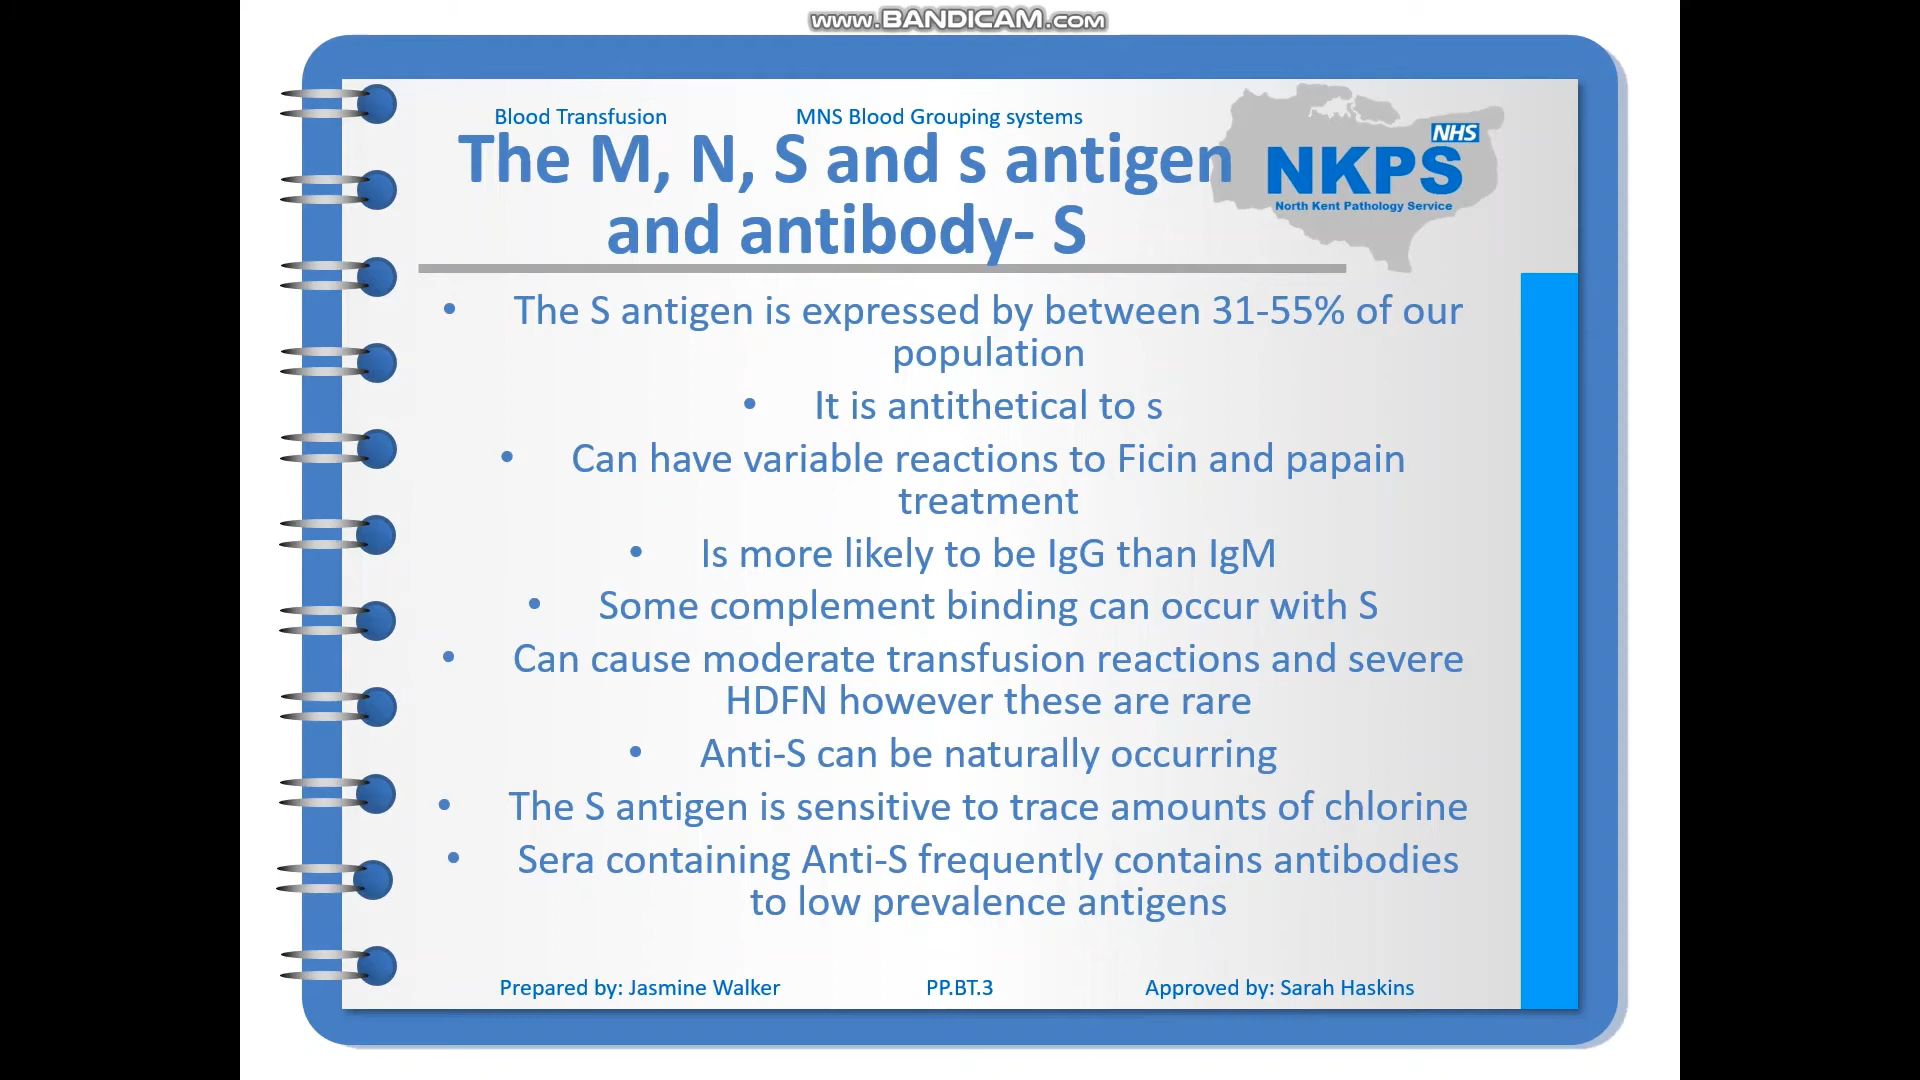 www.BANDICAM.com
Blood Transfusion MNS Blood Grouping systems
The M, N, S and s antigen
and antibody- S
NHS
NKPS
North Kent Pathology Service
• The S antigen is expressed by between 31-55% of our
population
• It is antithetical to s
• Can have variable reactions to Ficin and papain
treatment
• Is more likely to be IgG than IgM
• Some complement binding can occur with S
• Can cause moderate transfusion reactions and severe
HDFN however these are rare
• Anti-S can be naturally occurring
• The S antigen is sensitive to trace amounts of chlorine
• Sera containing Anti-S frequently contains antibodies
to low prevalence antigens
Prepared by: Jasmine Walker PP.BT.3 Approved by: Sarah Haskins